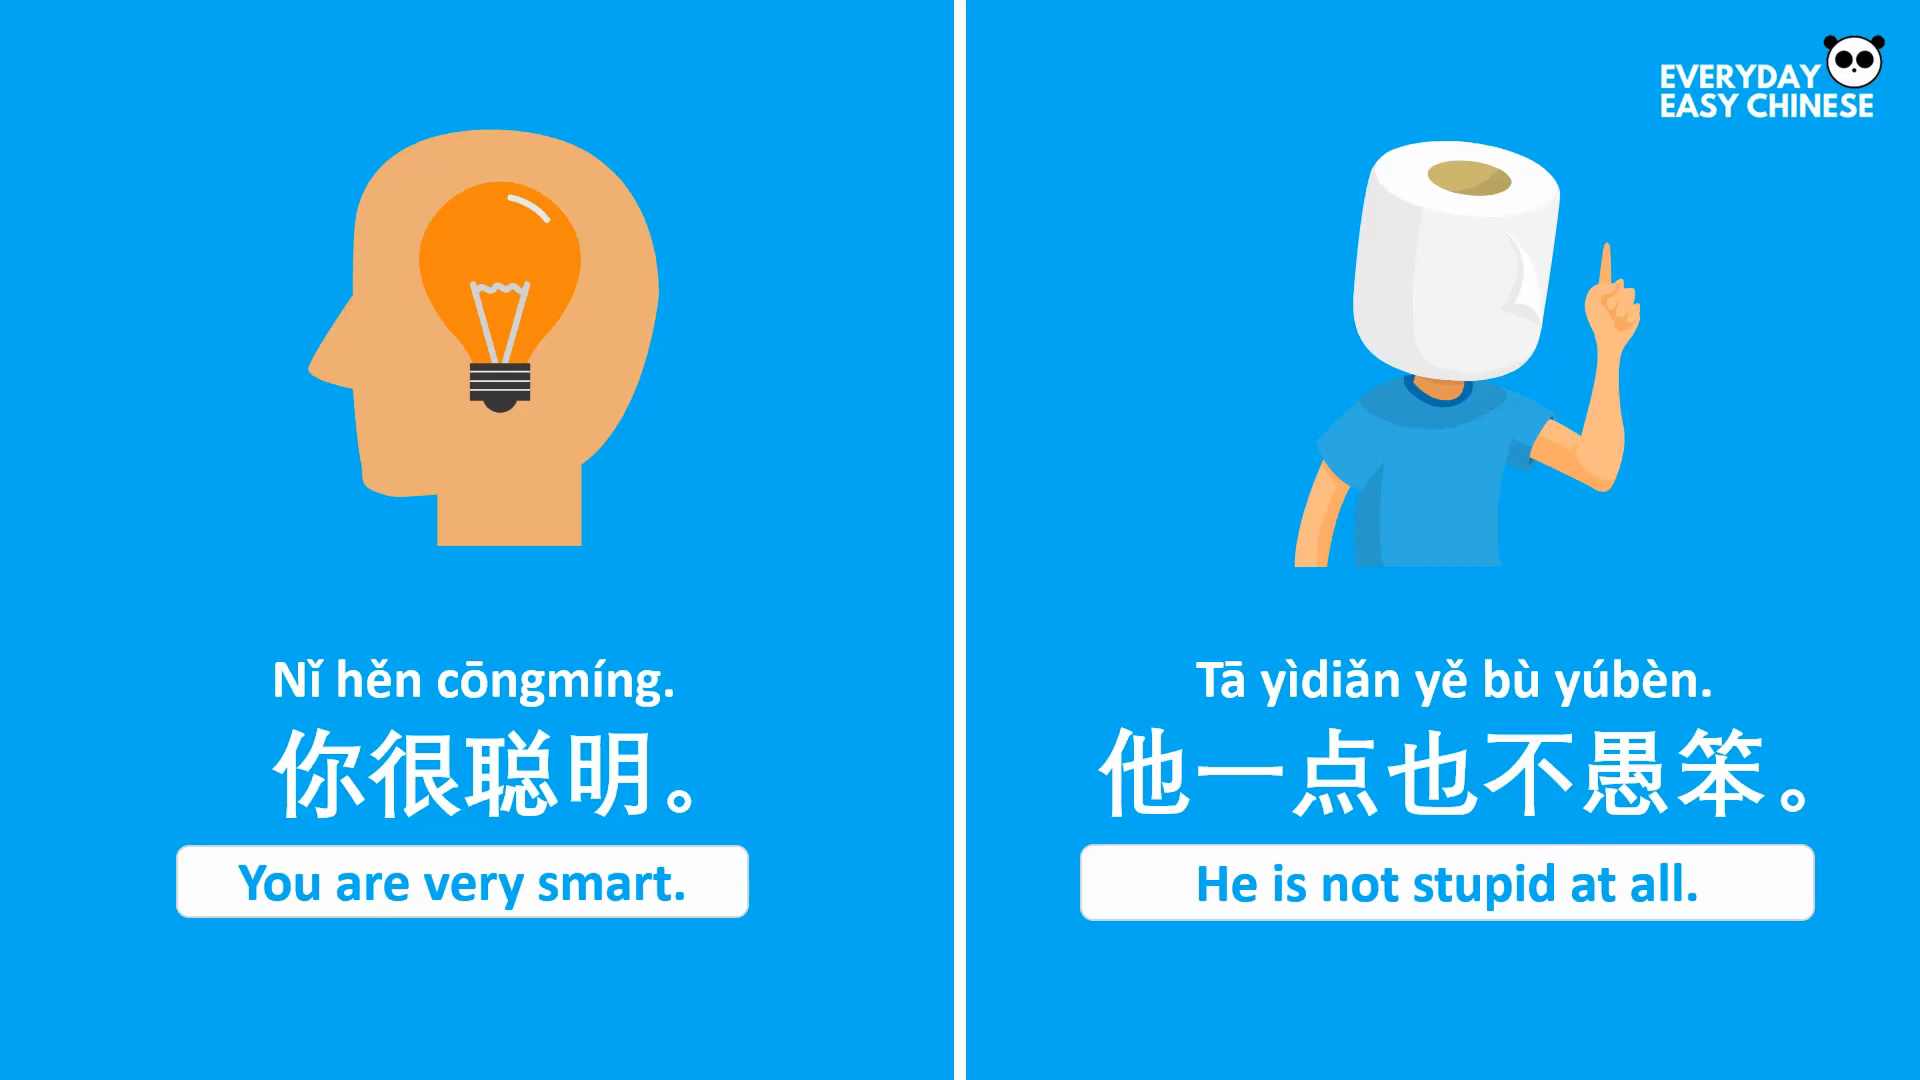 EVERYDAY
EASY CHINESE
Nǐ hěn cōngmíng.
你很聪明。
You are very smart.
Tā yìdiǎn yě bù yúbèn.
他一点也不愚笨。
He is not stupid at all.